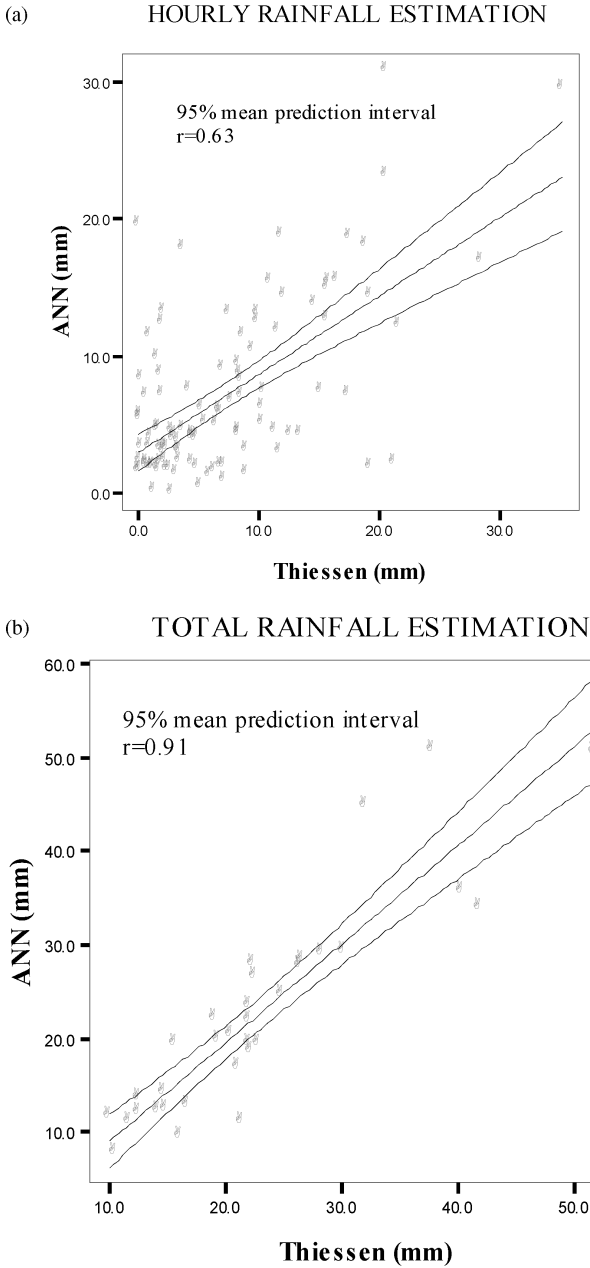 (a)
HOURLY RAINFALL ESTIMATION
30.0
95% mean prediction interval
r=0.63
20.0
ANN (mm)
10.0
0.0
0.0 10.0 20.0 30.0
Thiessen (mm)
(b)
TOTAL RAINFALL ESTIMATION
60.0
95% mean prediction interval
r=0.91
50.0
40.0
ANN (mm)
30.0
20.0
10.0
10.0 20.0 30.0 40.0 50.0
Thiessen (mm)